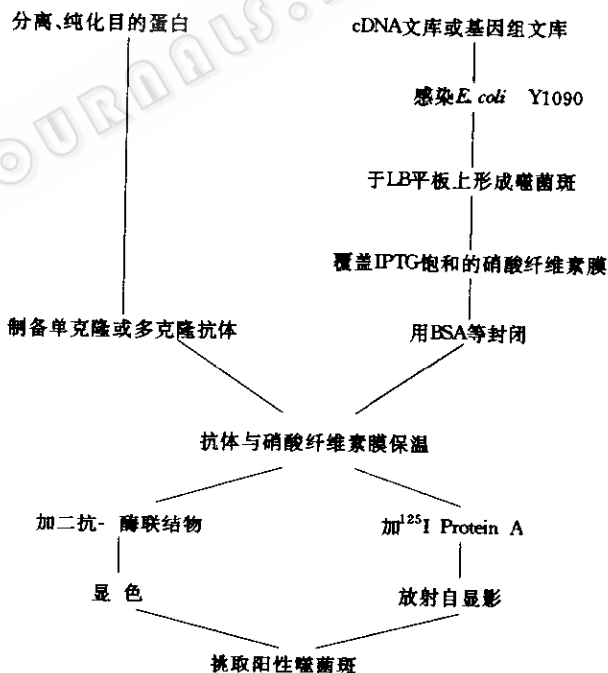 URNALS.
分离、纯化目的蛋白
cDNA文库或基因组文库
感染E. coli Y1090
于LB平板上形成噬菌斑
覆盖IPTG饱和的硝酸纤维素膜
制备单克隆或多克隆抗体
用BSA等封闭
抗体与硝酸纤维素膜保温
加二抗- 酶联结物
加¹²⁵I Protein A
显 色
放射自显影
挑取阳性噬菌斑